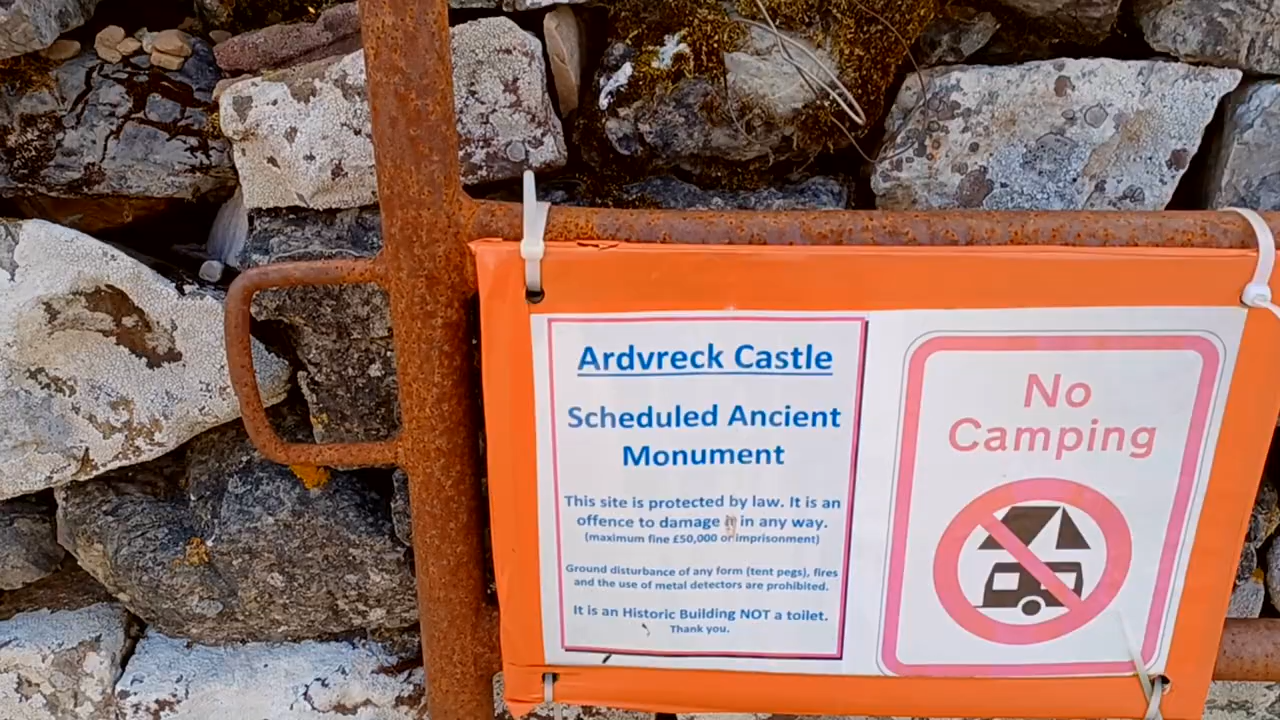 Ardvreck Castle
Scheduled Ancient
Monument
This site is protected by law. It is an
offence to damage it in any way.
(maximum fine £50,000 or imprisonment)
Ground disturbance of any form (tent pegs), fires
and the use of metal detectors are prohibited.
It is an Historic Building NOT a toilet.
Thank you.
No
Camping